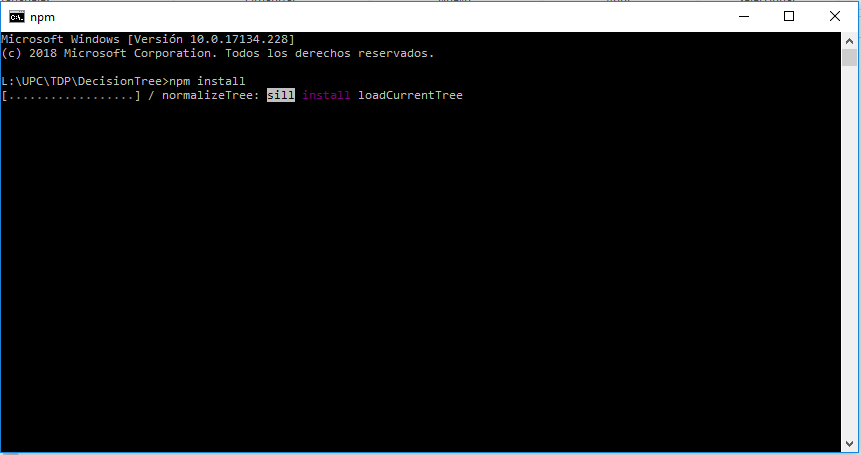 npm
Microsoft Windows [Versión 10.0.17134.228]
(c) 2018 Microsoft Corporation. Todos los derechos reservados.
L:\UPC\TDP\DecisionTree>npm install
[..................] / normalizeTree: sill install loadCurrentTree